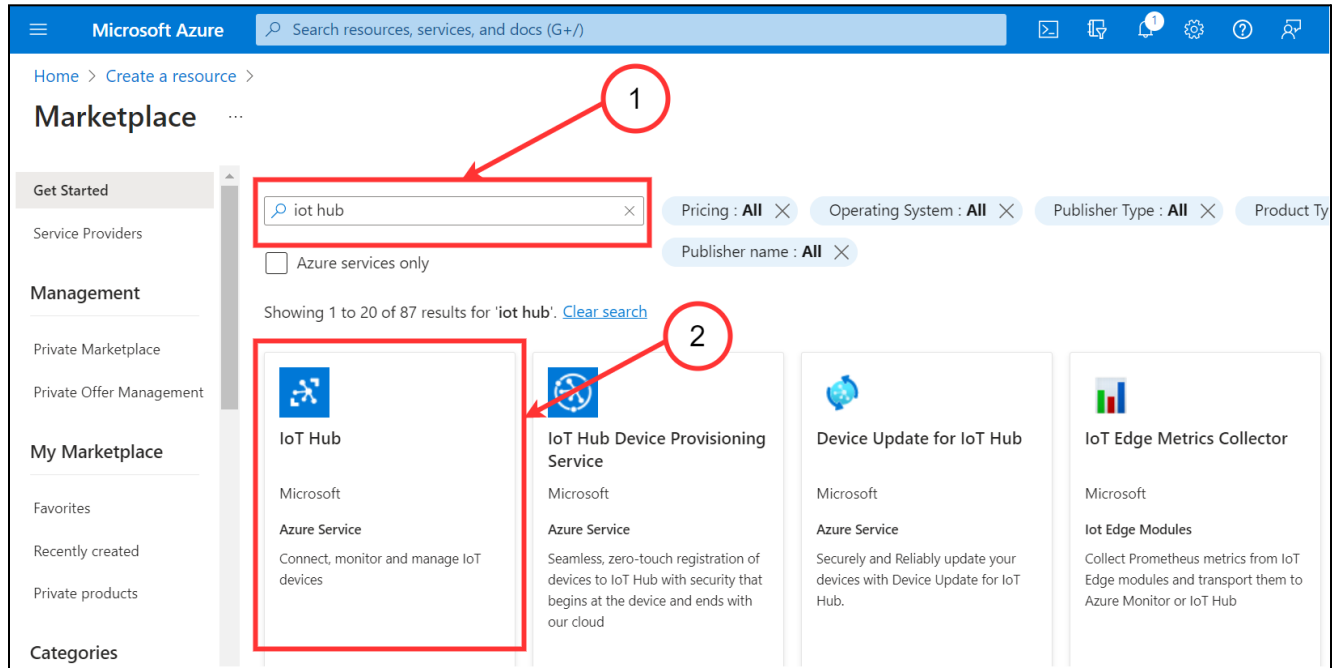 Microsoft Azure
Search resources, services, and docs (G+/)
1
Home > Create a resource >
Marketplace ...
1
Get Started
Service Providers
Management
Private Marketplace
Private Offer Management
My Marketplace
Favorites
Recently created
Private products
Categories
iot hub
Pricing : All
Operating System : All
Publisher Type : All
Product Ty
Publisher name : All
Azure services only
Showing 1 to 20 of 87 results for 'iot hub'. Clear search
2
IoT Hub
Microsoft
Azure Service
Connect, monitor and manage IoT
devices
IoT Hub Device Provisioning
Service
Microsoft
Azure Service
Seamless, zero-touch registration of
devices to IoT Hub with security that
begins at the device and ends with
our cloud
Device Update for IoT Hub
Microsoft
Azure Service
Securely and Reliably update your
devices with Device Update for IoT
Hub.
IoT Edge Metrics Collector
Microsoft
Iot Edge Modules
Collect Prometheus metrics from IoT
Edge modules and transport them to
Azure Monitor or IoT Hub